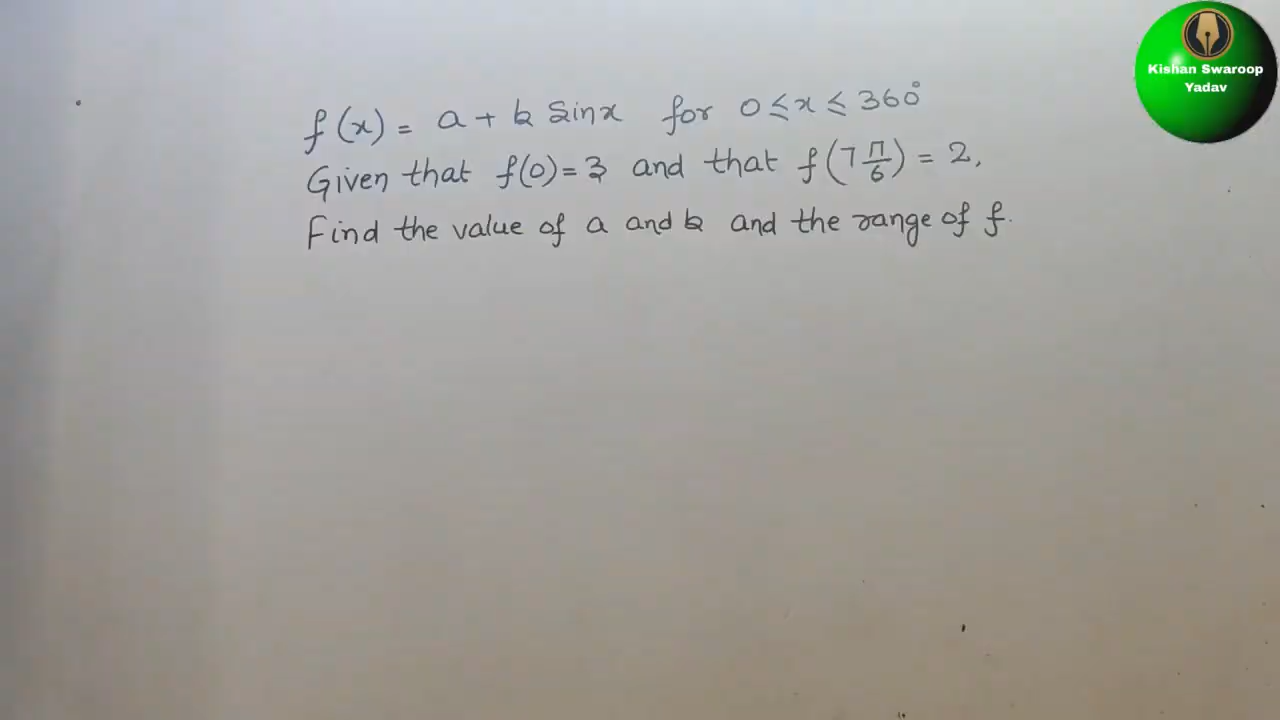 Kishan Swaroop
Yadav
f(x) = a + b Sinx for 0 ≤ x ≤ 360°
Given that f(0) = 3 and that f(7 π/6) = 2,
Find the value of a and b and the range of f.